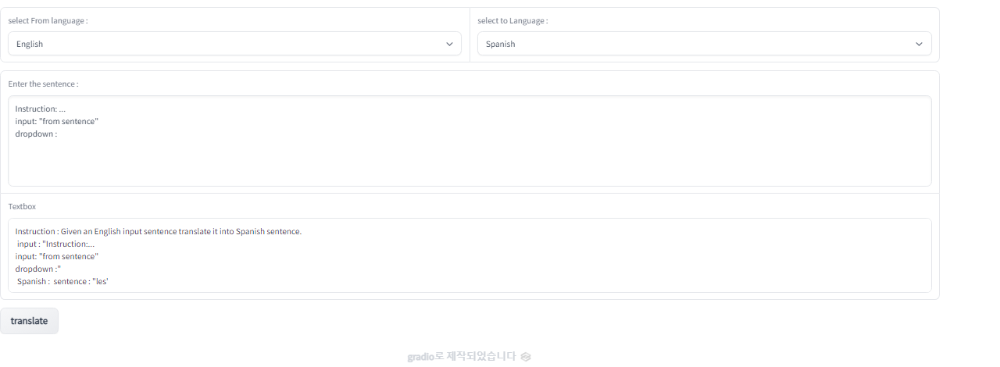 select From language :
select to Language :
English
Spanish
Enter the sentence :
Instruction: ...
input: "from sentence"
dropdown :
Textbox
Instruction : Given an English input sentence translate it into Spanish sentence.
input : "Instruction:...
input: "from sentence"
dropdown :"
Spanish :  sentence : "les'
translate
gradio로 제작되었습니다